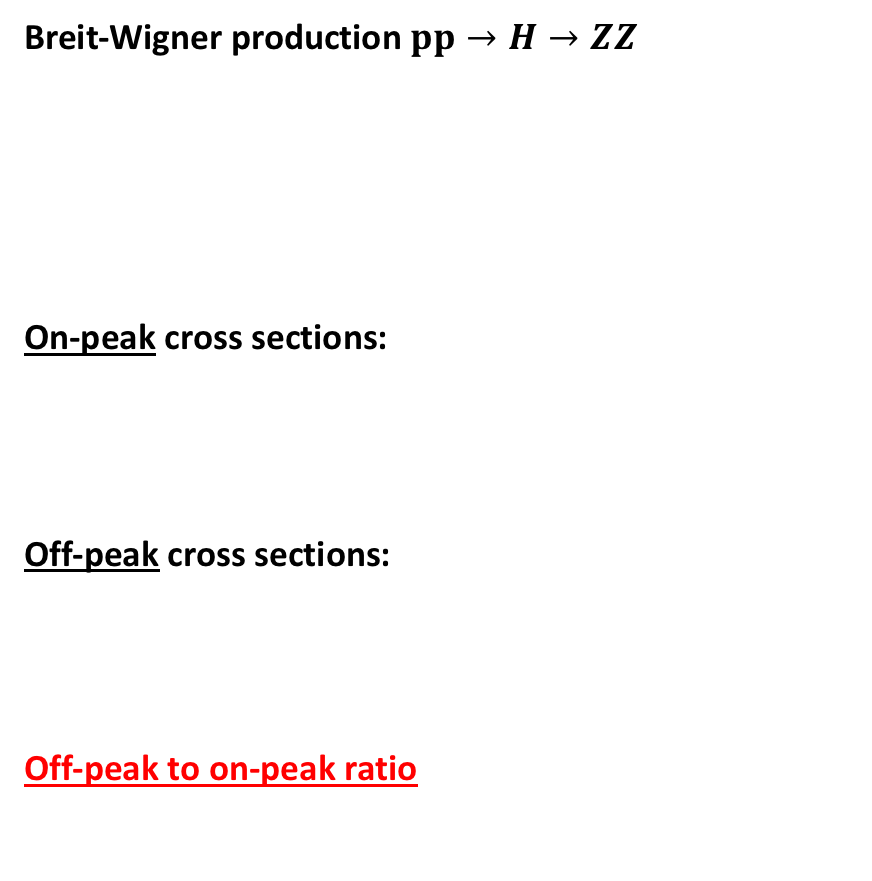 Breit-Wigner production pp → H → ZZ
On-peak cross sections:
Off-peak cross sections:
Off-peak to on-peak ratio